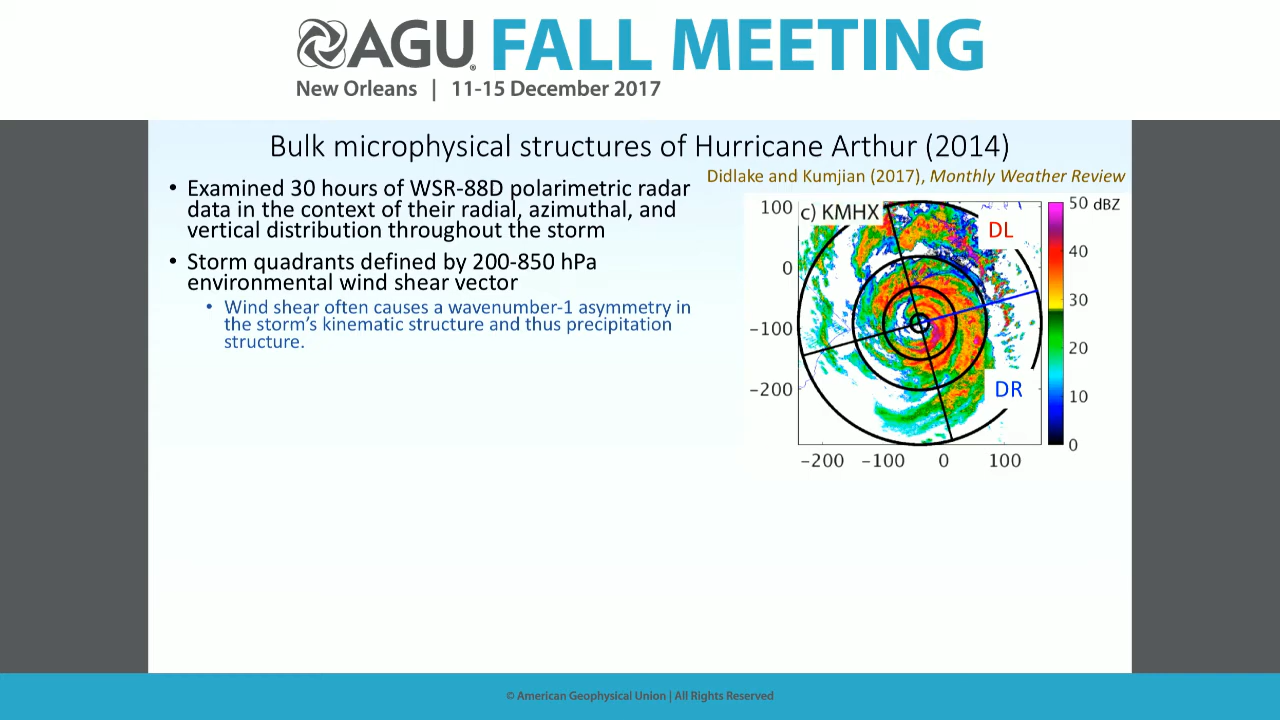 AGU FALL MEETING
New Orleans | 11-15 December 2017
Bulk microphysical structures of Hurricane Arthur (2014)
Didlake and Kumjian (2017), Monthly Weather Review
• Examined 30 hours of WSR-88D polarimetric radar
data in the context of their radial, azimuthal, and
vertical distribution throughout the storm
• Storm quadrants defined by 200-850 hPa
environmental wind shear vector
• Wind shear often causes a wavenumber-1 asymmetry in
the storm's kinematic structure and thus precipitation
structure.
c) KMHX
DL
DR
100
0
−100
−200
−200 −100 0 100
50 dBZ
40
30
20
10
0
© American Geophysical Union | All Rights Reserved